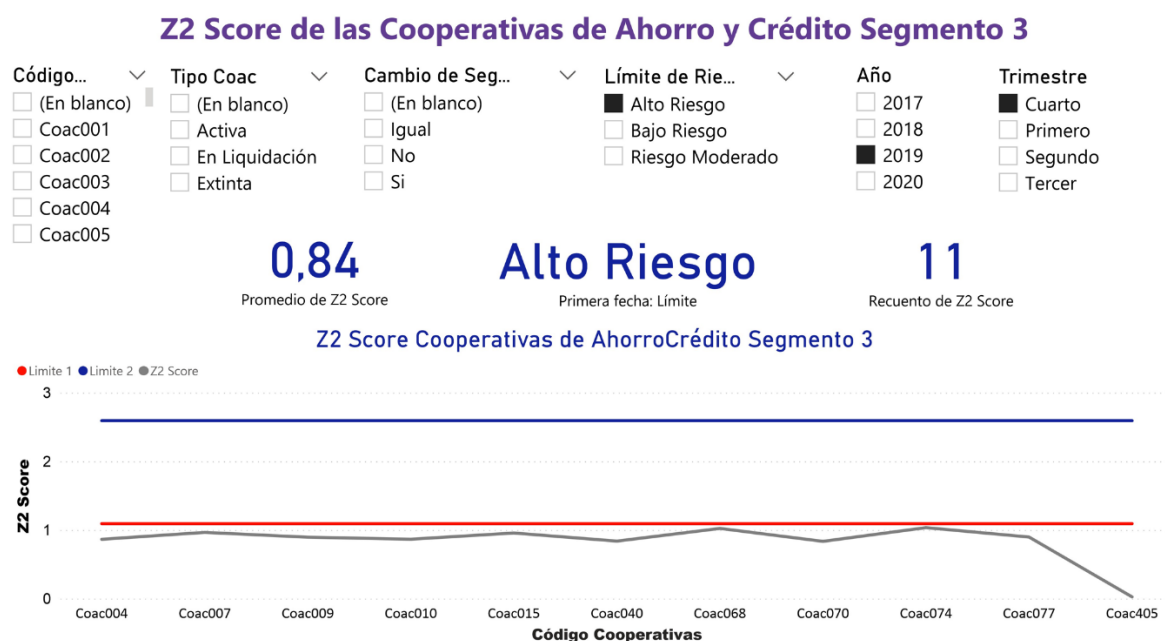 Z2 Score de las Cooperativas de Ahorro y Crédito Segmento 3
Código...
(En blanco)
Coac001
Coac002
Coac003
Coac004
Coac005
Tipo Coac
(En blanco)
Activa
En Liquidación
Extinta
Cambio de Seg...
(En blanco)
Igual
No
Si
Límite de Rie...
Alto Riesgo
Bajo Riesgo
Riesgo Moderado
Año
2017
2018
2019
2020
Trimestre
Cuarto
Primero
Segundo
Tercer
0,84
Promedio de Z2 Score
Alto Riesgo
Primera fecha: Límite
11
Recuento de Z2 Score
Z2 Score Cooperativas de AhorroCrédito Segmento 3
Limite 1 Limite 2 Z2 Score
Z2 Score
3
2
1
0
Coac004 Coac007 Coac009 Coac010 Coac015 Coac040 Coac068 Coac070 Coac074 Coac077 Coac405
Código Cooperativas